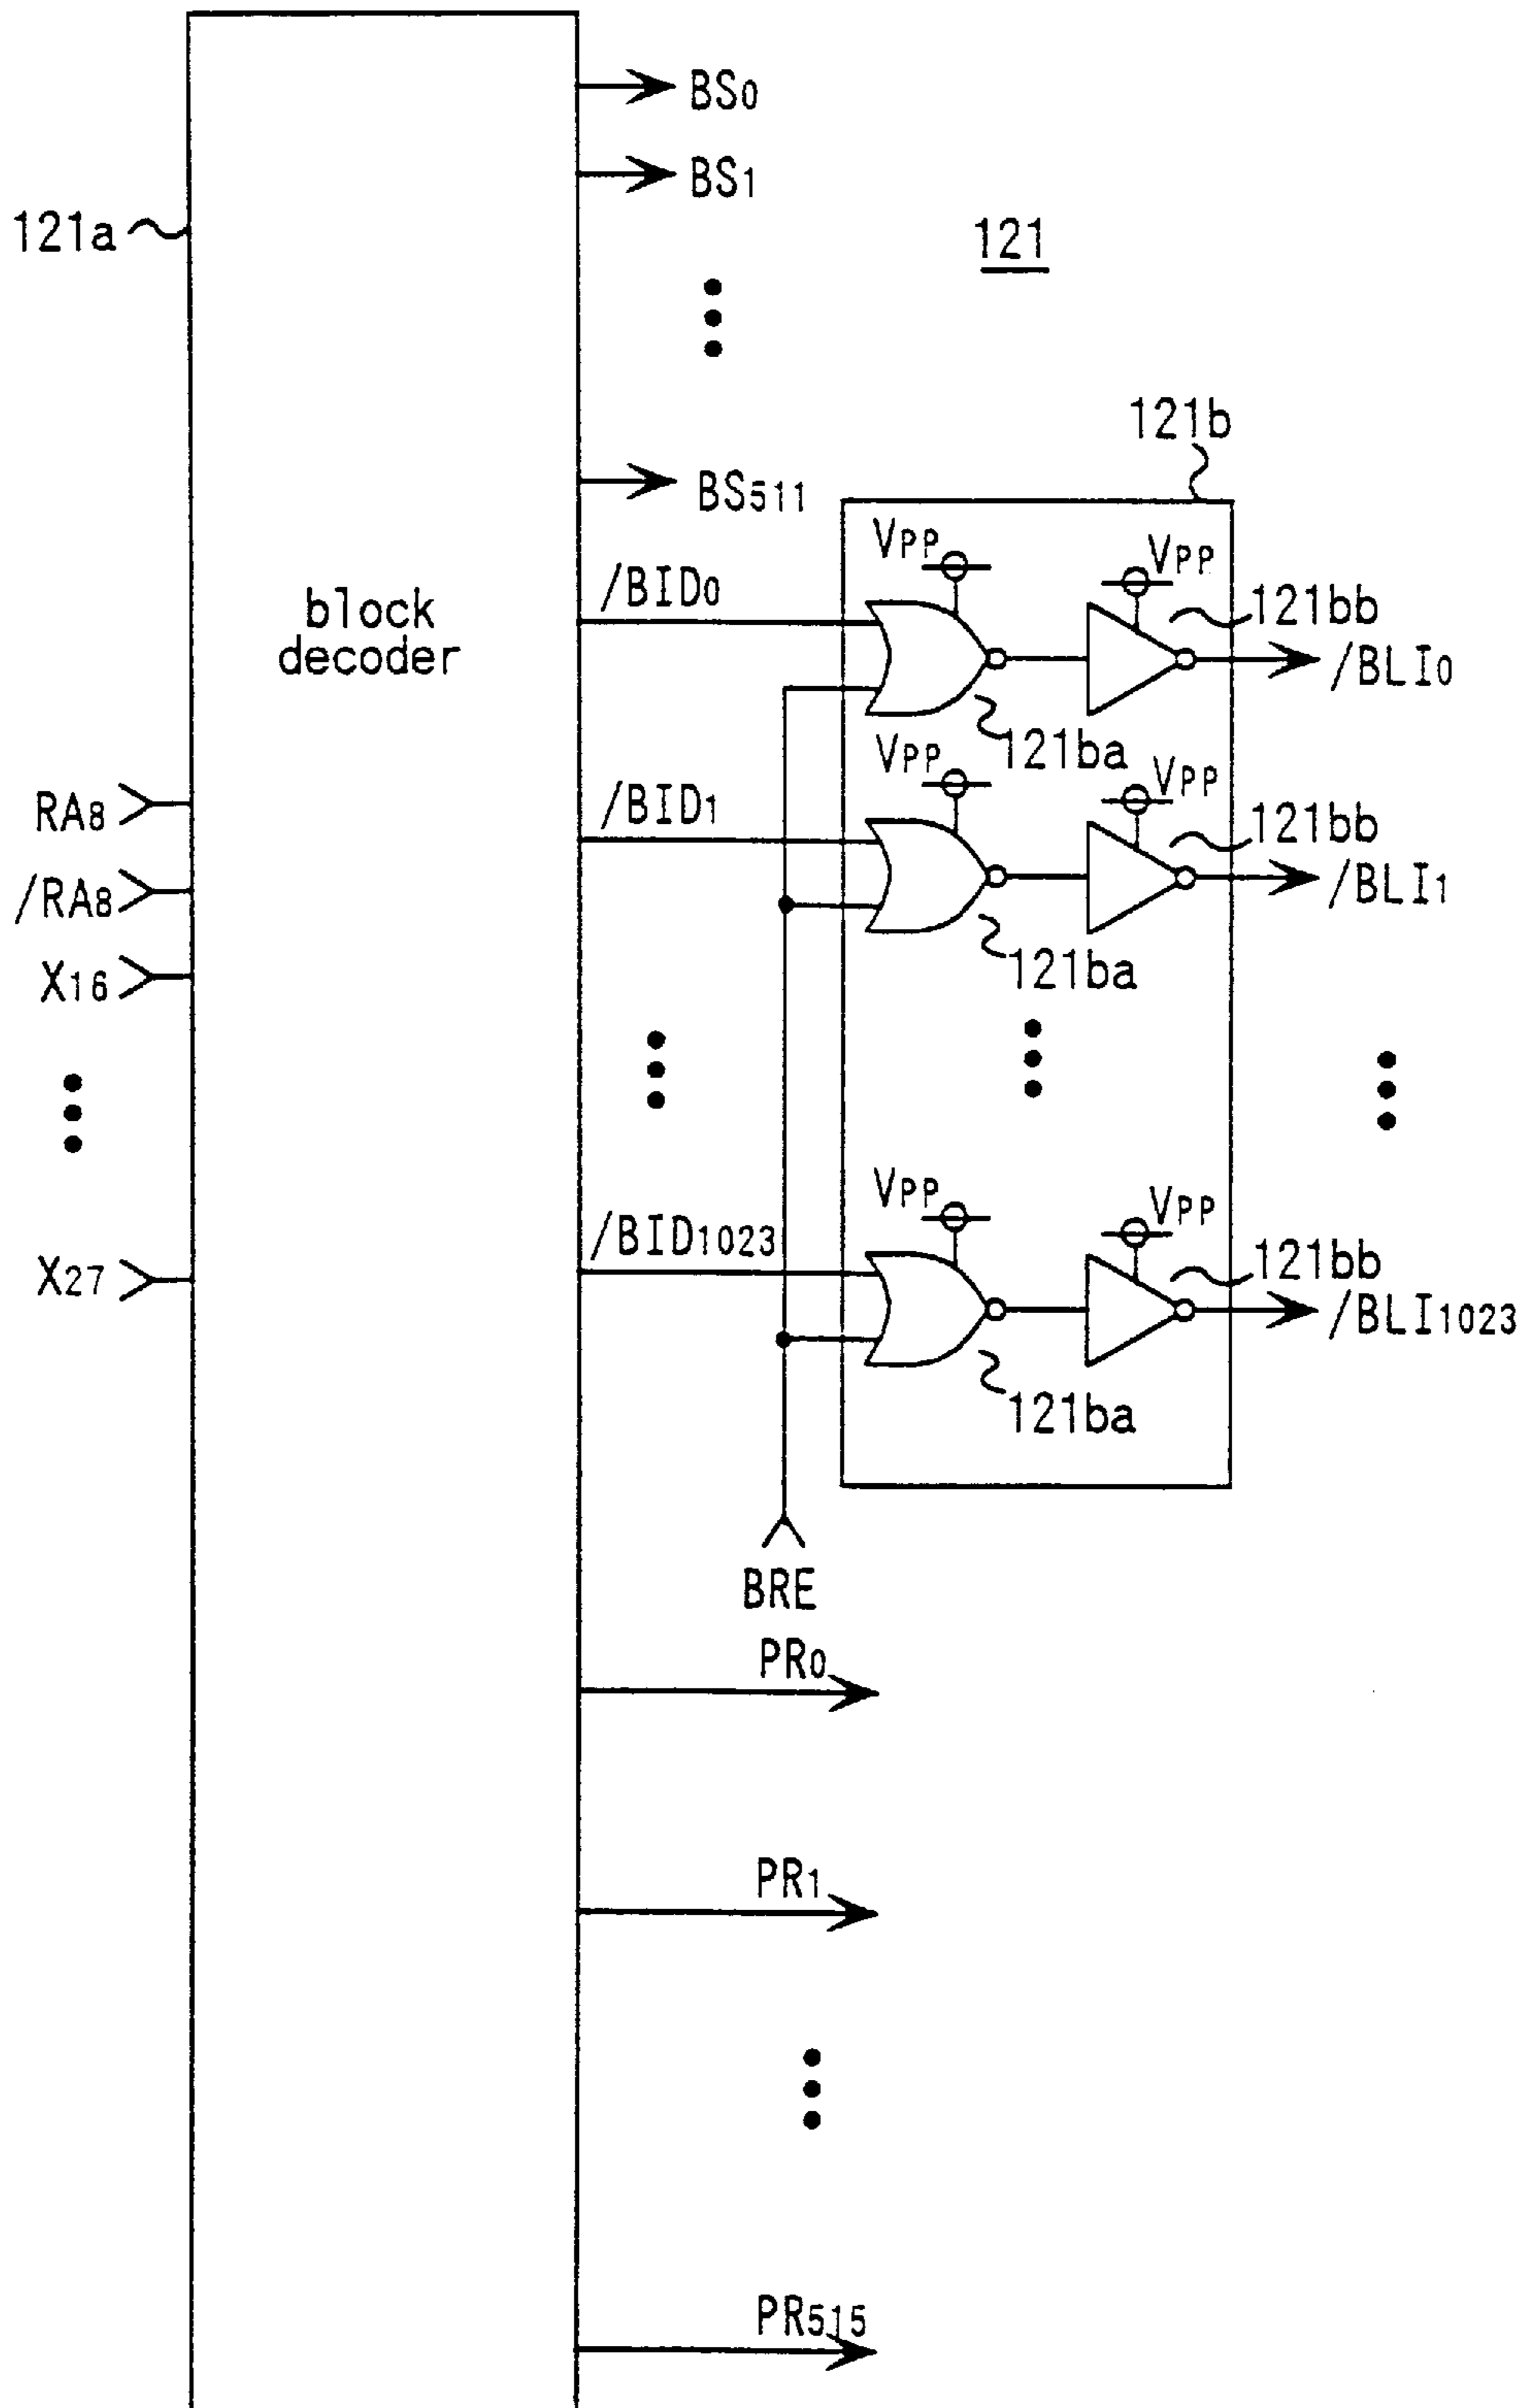 BS0
BS1
121a
121
121b
BS511
VPP
VPP
/BID0
121bb
block
decoder
/BLI0
121ba
VPP
VPP
RA8
/BID1
121bb
/RA8
/BLI1
X16
121ba
VPP
VPP
/BID1023
X27
121bb
/BLI1023
121ba
BRE
PR0
PR1
PR515